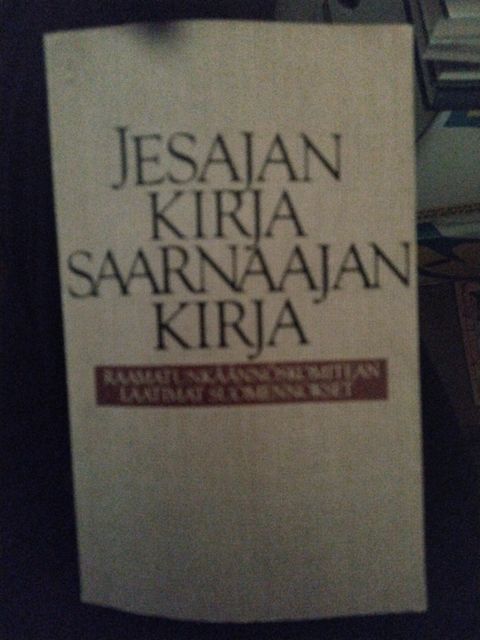 JESAJAN
KIRJA
SAARNAAJAN
KIRJA
RAAMATUNKÄÄNNÖSKOMITEAN
LAATIMAT SUOMENNOKSET